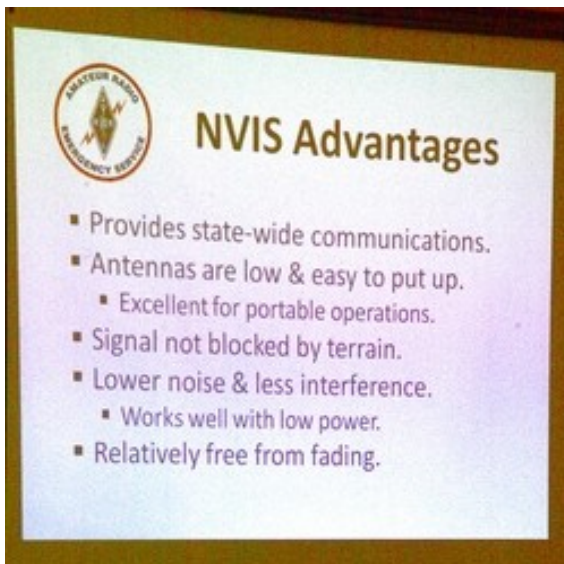 AMATEUR RADIO
EMERGENCY SERVICE
NVIS Advantages
▪ Provides state-wide communications.
▪ Antennas are low & easy to put up.
▪ Excellent for portable operations.
▪ Signal not blocked by terrain.
▪ Lower noise & less interference.
▪ Works well with low power.
▪ Relatively free from fading.